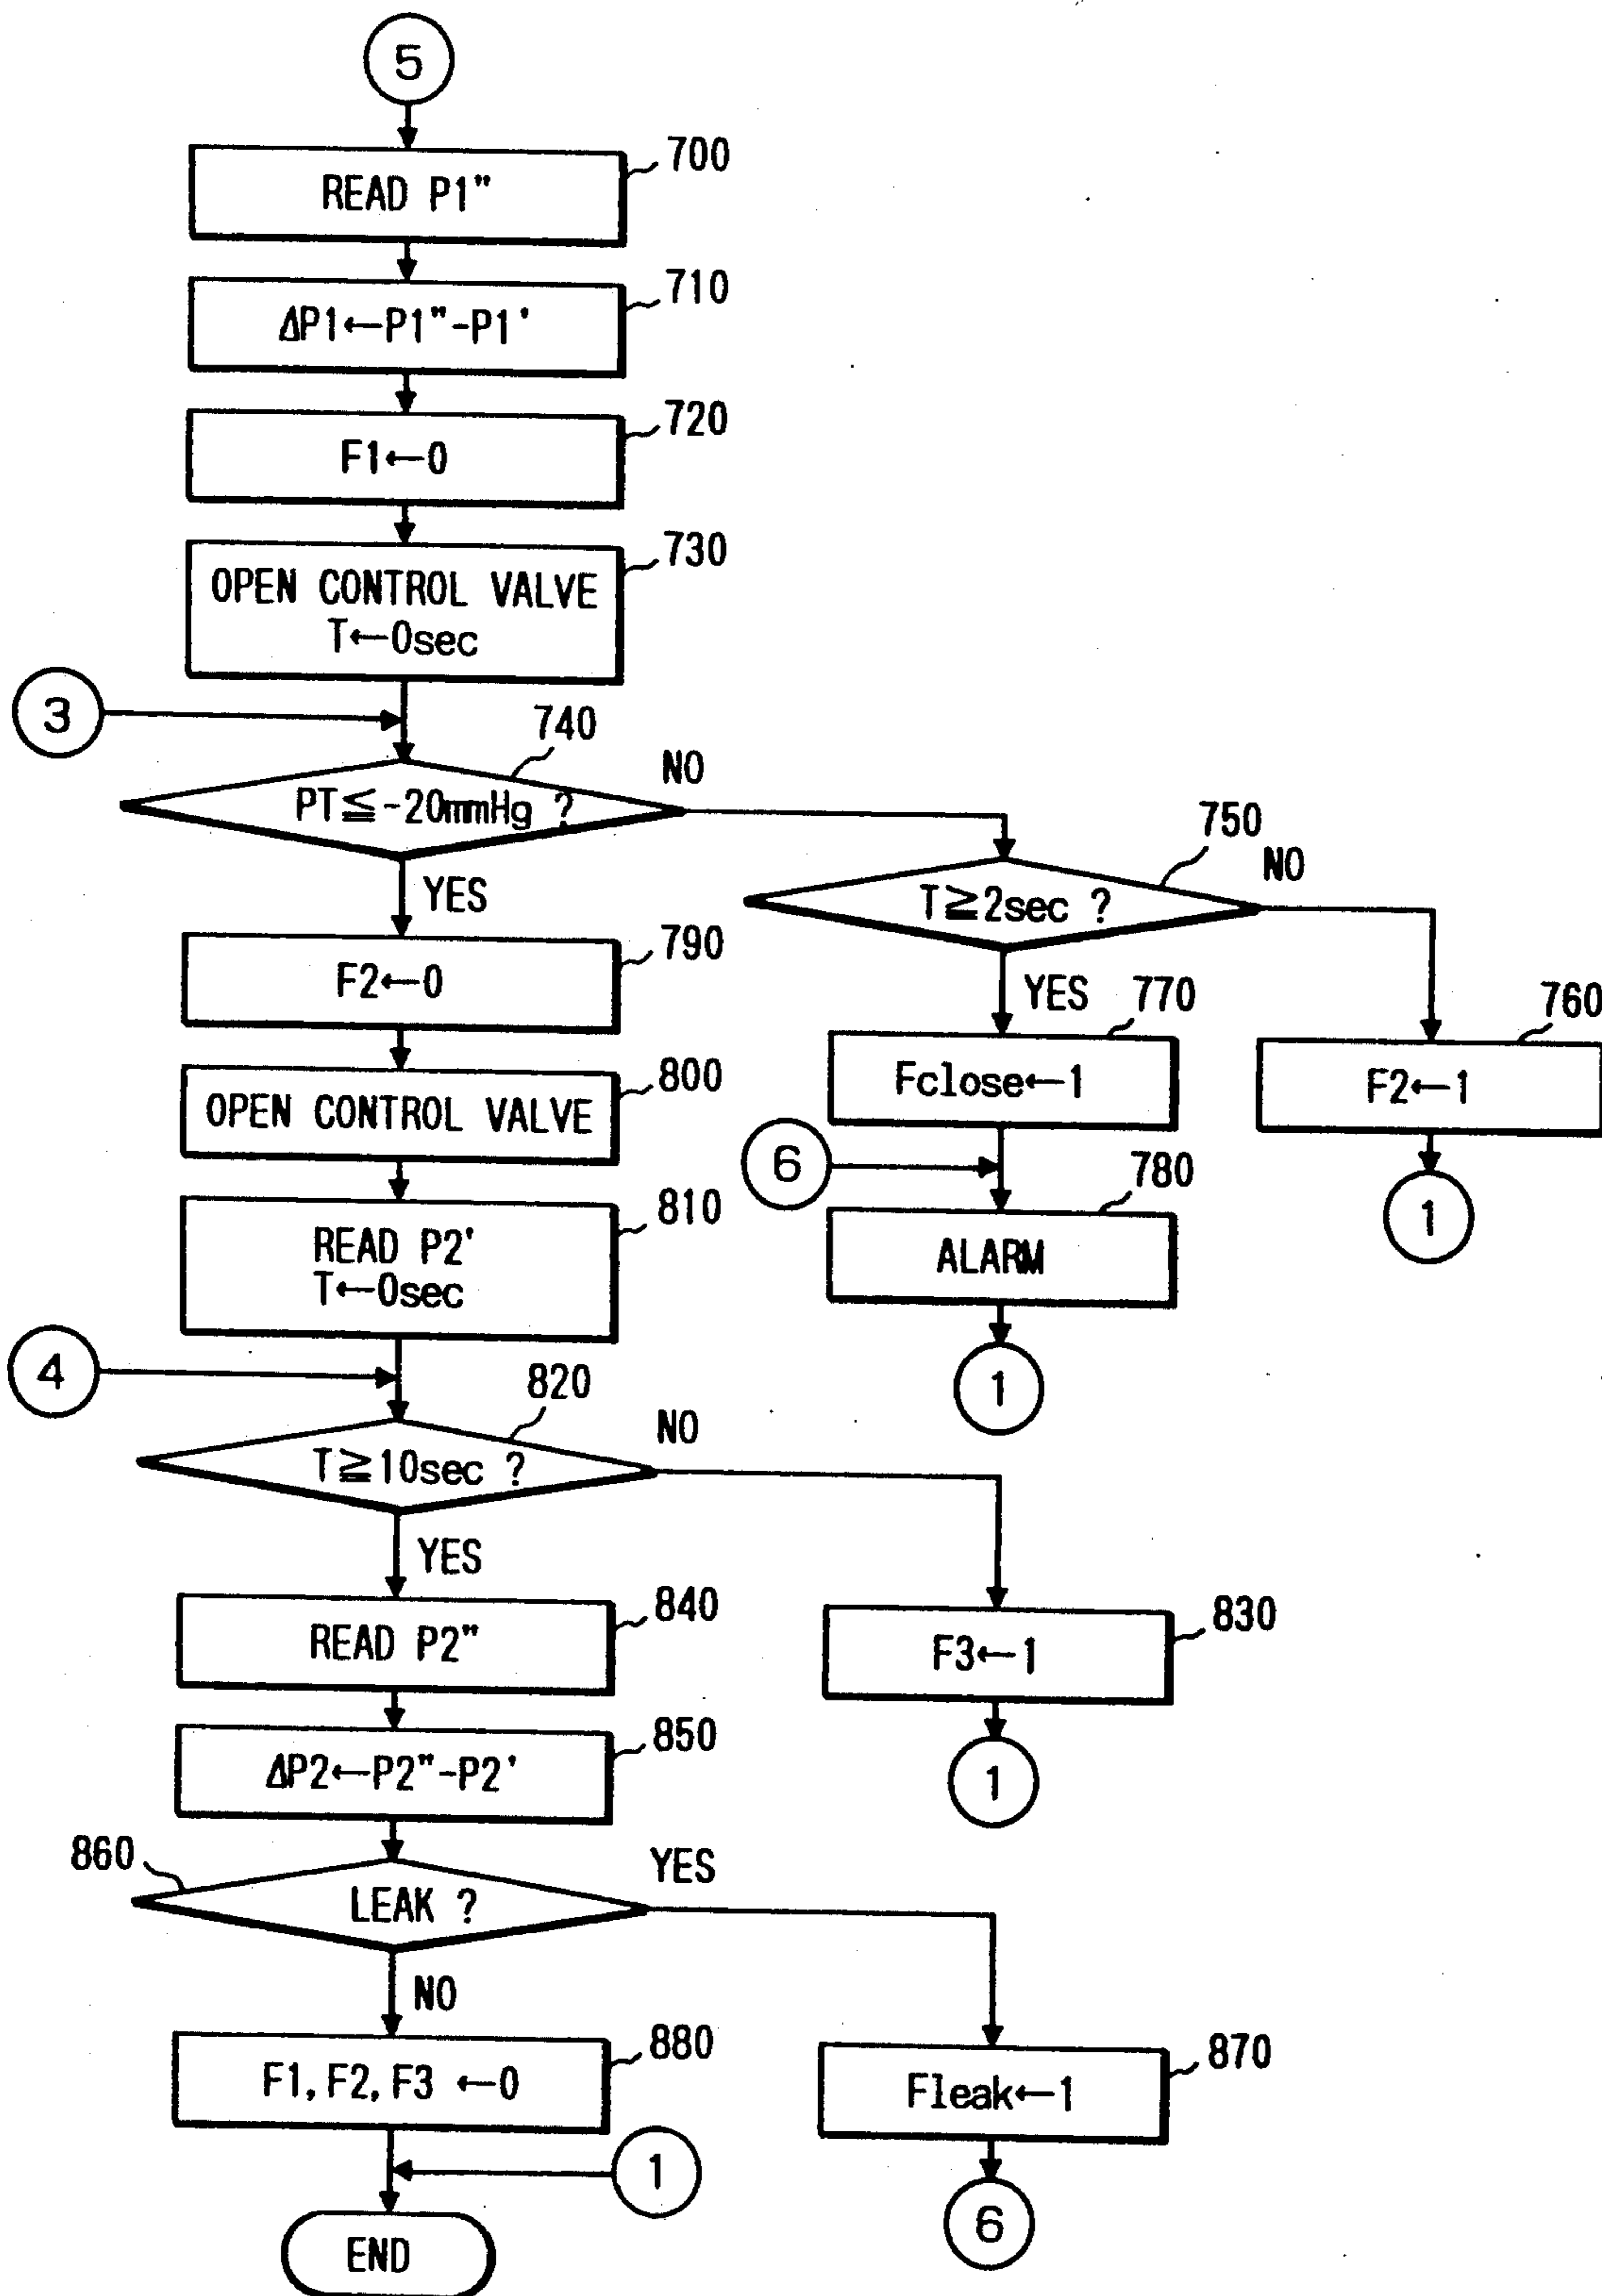 5
READ P1"
700
ΔP1←P1"-P1'
710
F1←0
720
OPEN CONTROL VALVE
T←0sec
730
3
740
PT≦-20mmHg ?
NO
YES
750
T≧2sec ?
NO
YES
F2←0
790
770
Fclose←1
760
F2←1
OPEN CONTROL VALVE
800
6
780
ALARM
1
1
READ P2'
T←0sec
810
4
820
T≧10sec ?
NO
YES
READ P2"
840
F3←1
830
1
ΔP2←P2"-P2'
850
860
LEAK ?
YES
NO
F1, F2, F3 ←0
880
Fleak←1
870
1
6
END